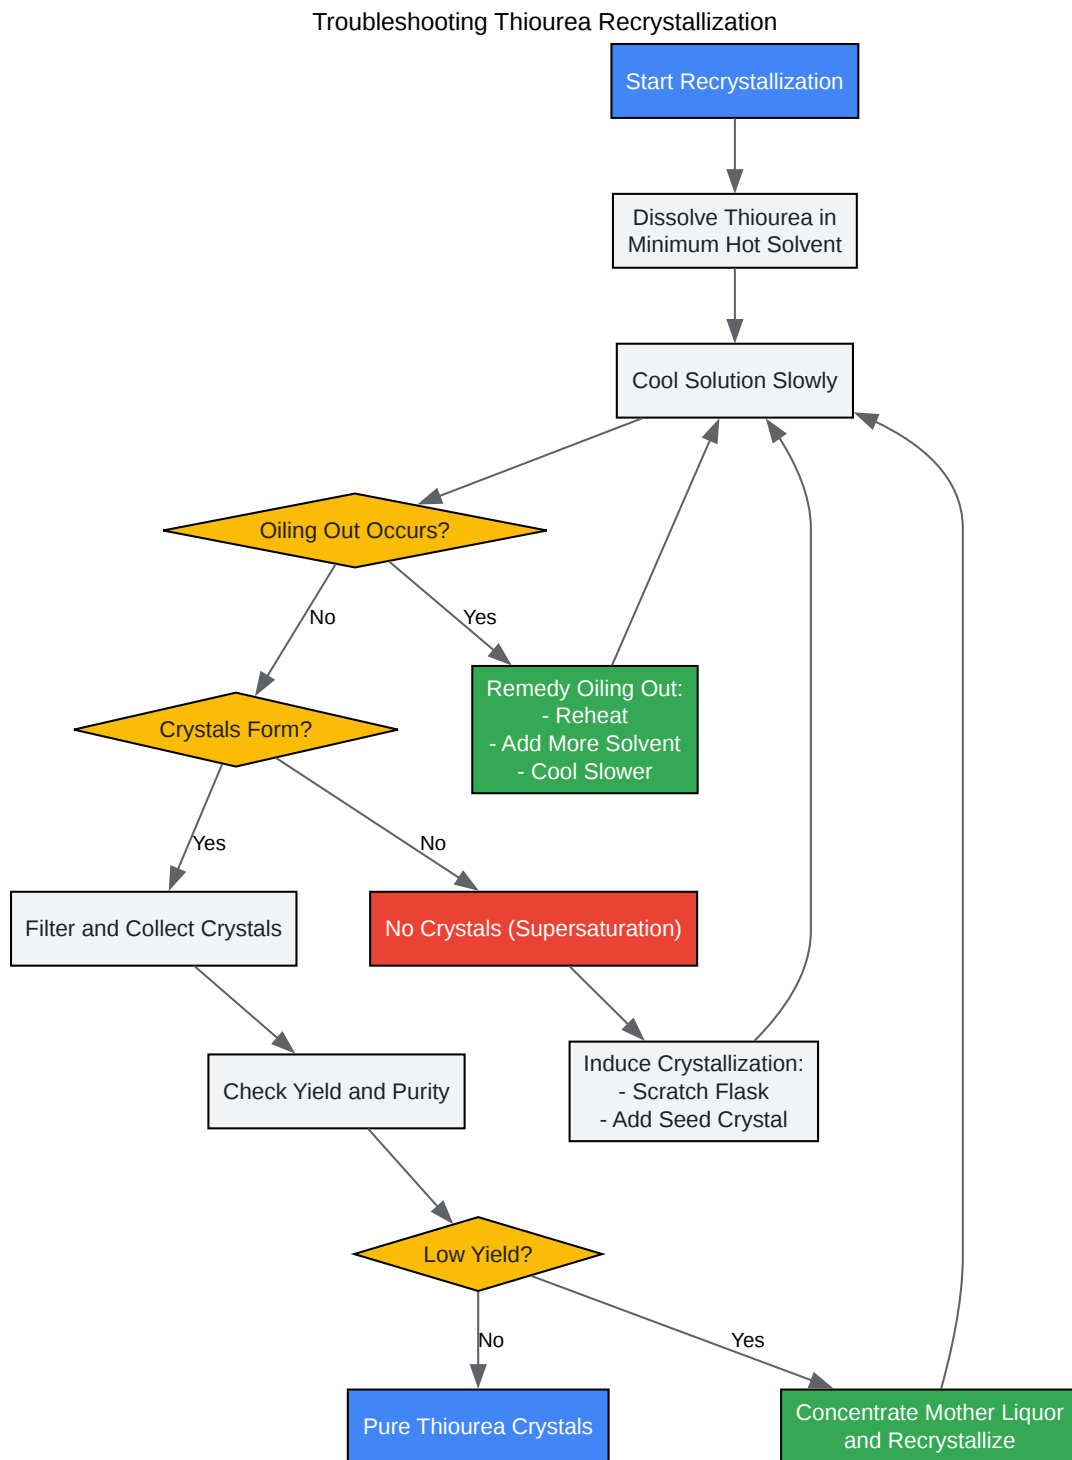 Troubleshooting Thiourea Recrystallization
Start Recrystallization
Dissolve Thiourea in
Minimum Hot Solvent
Cool Solution Slowly
Oiling Out Occurs?
No
Yes
Remedy Oiling Out:
- Reheat
- Add More Solvent
- Cool Slower
Crystals Form?
Yes
No
Filter and Collect Crystals
No Crystals (Supersaturation)
Induce Crystallization:
- Scratch Flask
- Add Seed Crystal
Check Yield and Purity
Low Yield?
No
Yes
Pure Thiourea Crystals
Concentrate Mother Liquor
and Recrystallize